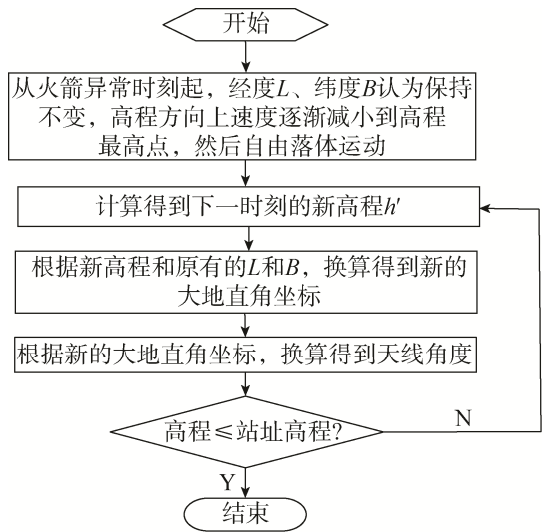 开始
从火箭异常时刻起，经度L、纬度B认为保持
不变，高程方向上速度逐渐减小到高程
最高点，然后自由落体运动
计算得到下一时刻的新高程h′
根据新高程和原有的L和B，换算得到新的
大地直角坐标
根据新的大地直角坐标，换算得到天线角度
高程≤站址高程?
N
Y
结束